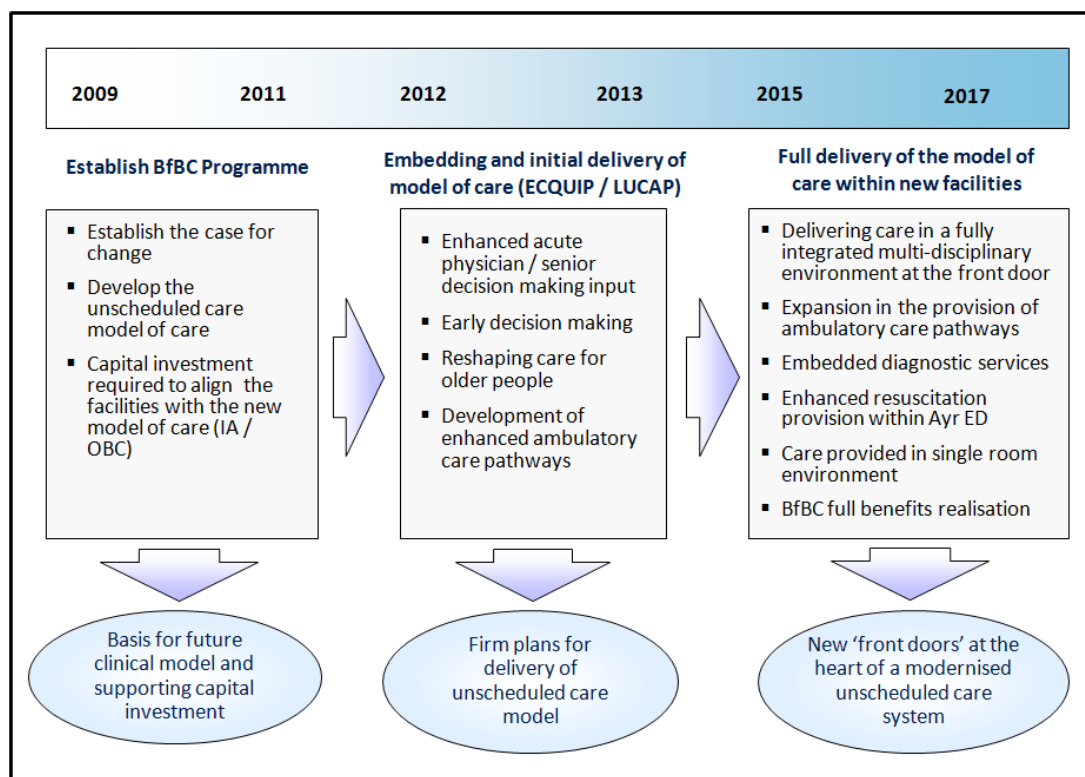 2009 2011 2012 2013 2015 2017
Establish BfBC Programme
▪ Establish the case for
change
▪ Develop the
unscheduled care
model of care
▪ Capital investment
required to align the
facilities with the new
model of care (IA /
OBC)
Basis for future
clinical model and
supporting capital
investment
Embedding and initial delivery of
model of care (ECQUIP / LUCAP)
▪ Enhanced acute
physician / senior
decision making input
▪ Early decision making
▪ Reshaping care for
older people
▪ Development of
enhanced ambulatory
care pathways
Firm plans for
delivery of
unscheduled care
model
Full delivery of the model of
care within new facilities
▪ Delivering care in a fully
integrated multi-disciplinary
environment at the front door
▪ Expansion in the provision of
ambulatory care pathways
▪ Embedded diagnostic services
▪ Enhanced resuscitation
provision within Ayr ED
▪ Care provided in single room
environment
▪ BfBC full benefits realisation
New ‘front doors’ at the
heart of a modernised
unscheduled care
system